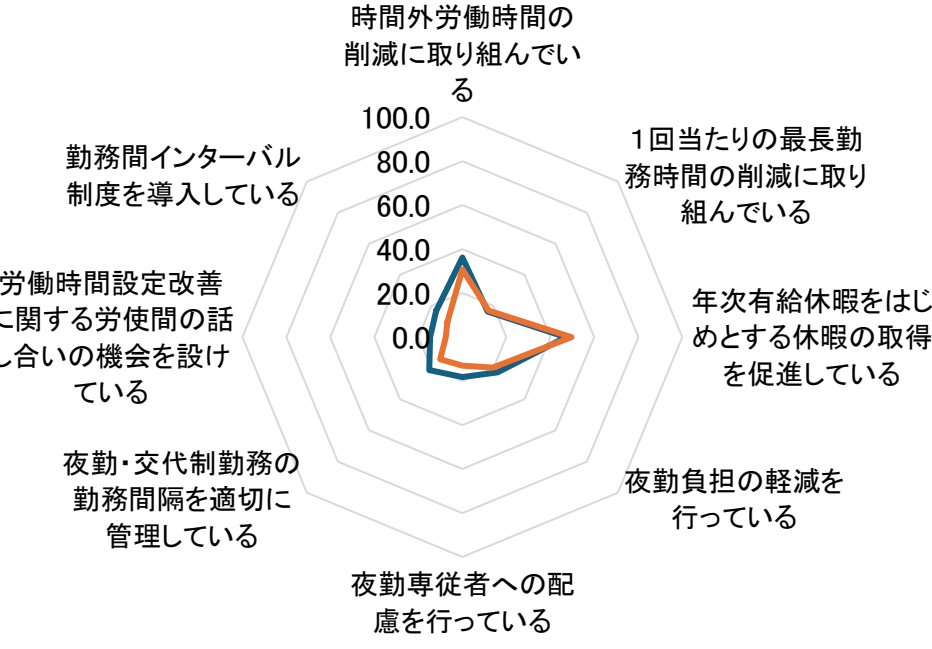 時間外労働時間の
削減に取り組んでい
る
100.0
80.0
60.0
40.0
20.0
0.0
１回当たりの最長勤
務時間の削減に取り
組んでいる
年次有給休暇をはじ
めとする休暇の取得
を促進している
夜勤負担の軽減を
行っている
夜勤専従者への配
慮を行っている
夜勤・交代制勤務の
勤務間隔を適切に
管理している
労働時間設定改善
に関する労使間の話
し合いの機会を設け
ている
勤務間インターバル
制度を導入している